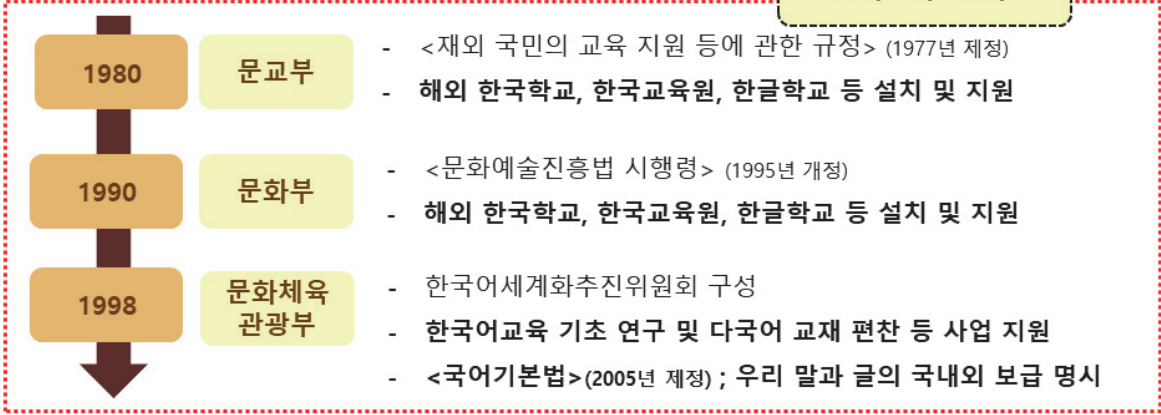 1980
문교부
- <재외 국민의 교육 지원 등에 관한 규정> (1977년 제정)
- 해외 한국학교, 한국교육원, 한글학교 등 설치 및 지원
1990
문화부
- <문화예술진흥법 시행령> (1995년 개정)
- 해외 한국학교, 한국교육원, 한글학교 등 설치 및 지원
1998
문화체육
관광부
- 한국어세계화추진위원회 구성
- 한국어교육 기초 연구 및 다국어 교재 편찬 등 사업 지원
- <국어기본법>(2005년 제정) ; 우리 말과 글의 국내외 보급 명시